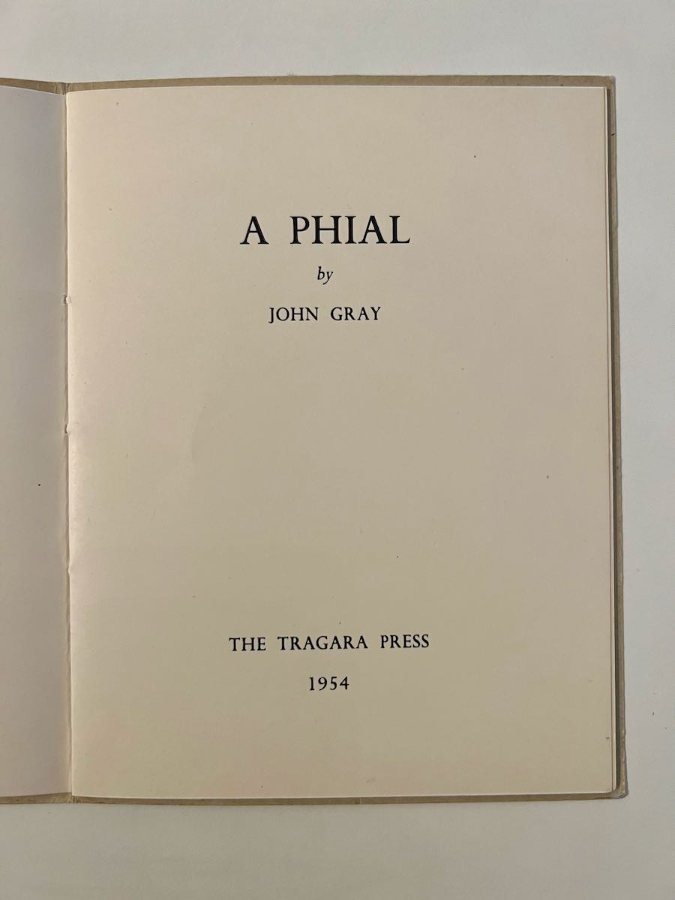 A PHIAL
by
JOHN GRAY
THE TRAGARA PRESS
1954